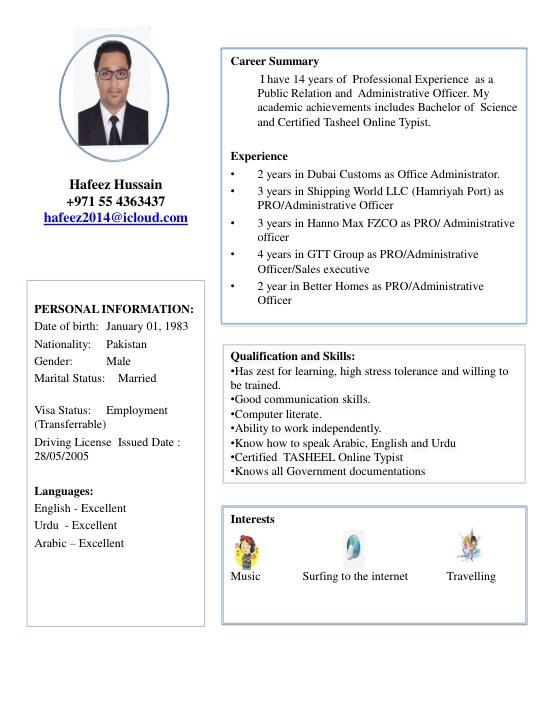 Hafeez Hussain
+971 55 4363437
hafeez2014@icloud.com
PERSONAL INFORMATION:
Date of birth: January 01, 1983
Nationality: Pakistan
Gender: Male
Marital Status: Married
Visa Status: Employment
(Transferrable)
Driving License Issued Date :
28/05/2005
Languages:
English - Excellent
Urdu - Excellent
Arabic – Excellent
Career Summary
I have 14 years of Professional Experience as a
Public Relation and Administrative Officer. My
academic achievements includes Bachelor of Science
and Certified Tasheel Online Typist.
Experience
• 2 years in Dubai Customs as Office Administrator.
• 3 years in Shipping World LLC (Hamriyah Port) as
PRO/Administrative Officer
• 3 years in Hanno Max FZCO as PRO/ Administrative
officer
• 4 years in GTT Group as PRO/Administrative
Officer/Sales executive
• 2 year in Better Homes as PRO/Administrative
Officer
Qualification and Skills:
•Has zest for learning, high stress tolerance and willing to
be trained.
•Good communication skills.
•Computer literate.
•Ability to work independently.
•Know how to speak Arabic, English and Urdu
•Certified TASHEEL Online Typist
•Knows all Government documentations
Interests
Music Surfing to the internet Travelling